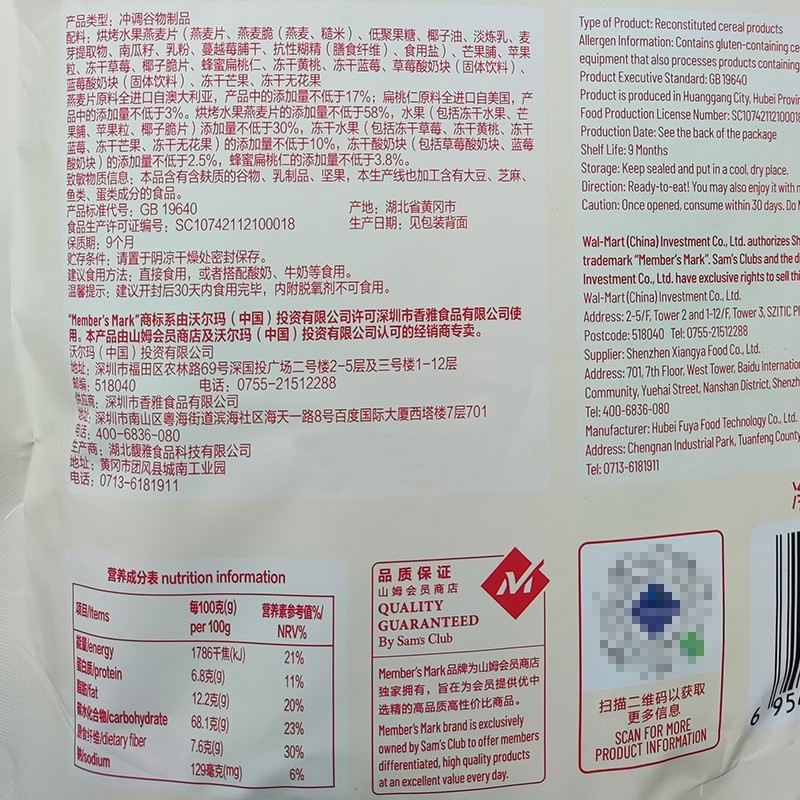 产品类型：冲调谷物制品
配料：烘烤水果燕麦片（燕麦片、燕麦脆（燕麦、糙米）、低聚果糖、椰子油、淡炼乳、麦
芽提取物、南瓜籽、乳粉、蔓越莓脯干、抗性糊精（膳食纤维）、食用盐）、芒果脯、苹果
粒、冻干草莓、椰子脆片、蜂蜜扁桃仁、冻干黄桃、冻干蓝莓、草莓酸奶块（固体饮料）、
蓝莓酸奶块（固体饮料）、冻干芒果、冻干无花果
燕麦片原料全进口自澳大利亚，产品中的添加量不低于17%；扁桃仁原料全进口自美国，产
品中的添加量不低于3%。烘烤水果燕麦片的添加量不低于58%，水果（包括冻干水果、芒
果脯、苹果粒、椰子脆片）添加量不低于30%，冻干水果（包括冻干草莓、冻干黄桃、冻干
蓝莓、冻干芒果、冻干无花果）的添加量不低于10%，冻干酸奶块（包括草莓酸奶块、蓝莓
酸奶块）的添加量不低于2.5%，蜂蜜扁桃仁的添加量不低于3.8%。
致敏物质信息：本品含有含麸质的谷物、乳制品、坚果，本生产线也加工含有大豆、芝麻、
鱼类、蛋类成分的食品。
产品标准代号：GB 19640
产地：湖北省黄冈市
食品生产许可证编号：SC10742112100018
生产日期：见包装背面
保质期：9个月
贮存条件：请置于阴凉干燥处密封保存。
建议食用方法：直接食用，或者搭配酸奶、牛奶等食用。
温馨提示：建议开封后30天内食用完毕，内附脱氧剂不可食用。
"Member's Mark"商标系由沃尔玛（中国）投资有限公司许可深圳市香雅食品有限公司使
用。本产品由山姆会员商店及沃尔玛（中国）投资有限公司认可的经销商专卖。
沃尔玛（中国）投资有限公司
地址：深圳市福田区农林路69号深国投广场二号楼2-5层及三号楼1-12层
邮编：518040 电话：0755-21512288
供应商：深圳市香雅食品有限公司
地址：深圳市南山区粤海街道滨海社区海天一路8号百度国际大厦西塔楼7层701
电话：400-6836-080
生产商：湖北馥雅食品科技有限公司
地址：黄冈市团风县城南工业园
电话：0713-6181911
Type of Product: Reconstituted cereal products
Allergen Information: Contains gluten-containing
equipment that also processes products containing
Product Executive Standard: GB 19640
Product is produced in Huanggang City, Hubei
Food Production License Number: SC10742112100018
Production Date: See the back of the package
Shelf Life: 9 Months
Storage: Keep sealed and put in a cool, dry place.
Direction: Ready-to-eat! You may also enjoy it with
Caution: Once opened, consume within 30 days. Do
Wal-Mart (China) Investment Co., Ltd. authorizes
trademark "Member's Mark". Sam's Clubs and the
Investment Co., Ltd. have exclusive rights to sell
Wal-Mart (China) Investment Co., Ltd.
Address: 2-5/F, Tower 2 and 1-12/F, Tower 3, SZITIC
Postcode: 518040 Tel: 0755-21512288
Supplier: Shenzhen Xiangya Food Co., Ltd.
Address: 701, 7th Floor, West Tower, Baidu
Community, Yuehai Street, Nanshan District,
Tel: 400-6836-080
Manufacturer: Hubei Fuya Food Technology Co., Ltd.
Address: Chengnan Industrial Park, Tuanfeng County
Tel: 0713-6181911
营养成分表 nutrition information
项目/Items 每100克(g) per 100g 营养素参考值%/ NRV%
能量/energy 1786千焦(kJ) 21%
蛋白质/protein 6.8克(g) 11%
脂肪/fat 12.2克(g) 20%
碳水化合物/carbohydrate 68.1克(g) 23%
膳食纤维/dietary fiber 7.6克(g) 30%
钠/sodium 129毫克(mg) 6%
品质保证
山姆会员商店
QUALITY
GUARANTEED
By Sam's Club
M
Member's Mark品牌为山姆会员商店
独家拥有，旨在为会员提供优中
选精的高品质高性价比商品。
Member's Mark brand is exclusively
owned by Sam's Club to offer members
differentiated, high quality products
at an excellent value every day.
扫描二维码以获取
更多信息
SCAN FOR MORE
PRODUCT INFORMATION
6 954